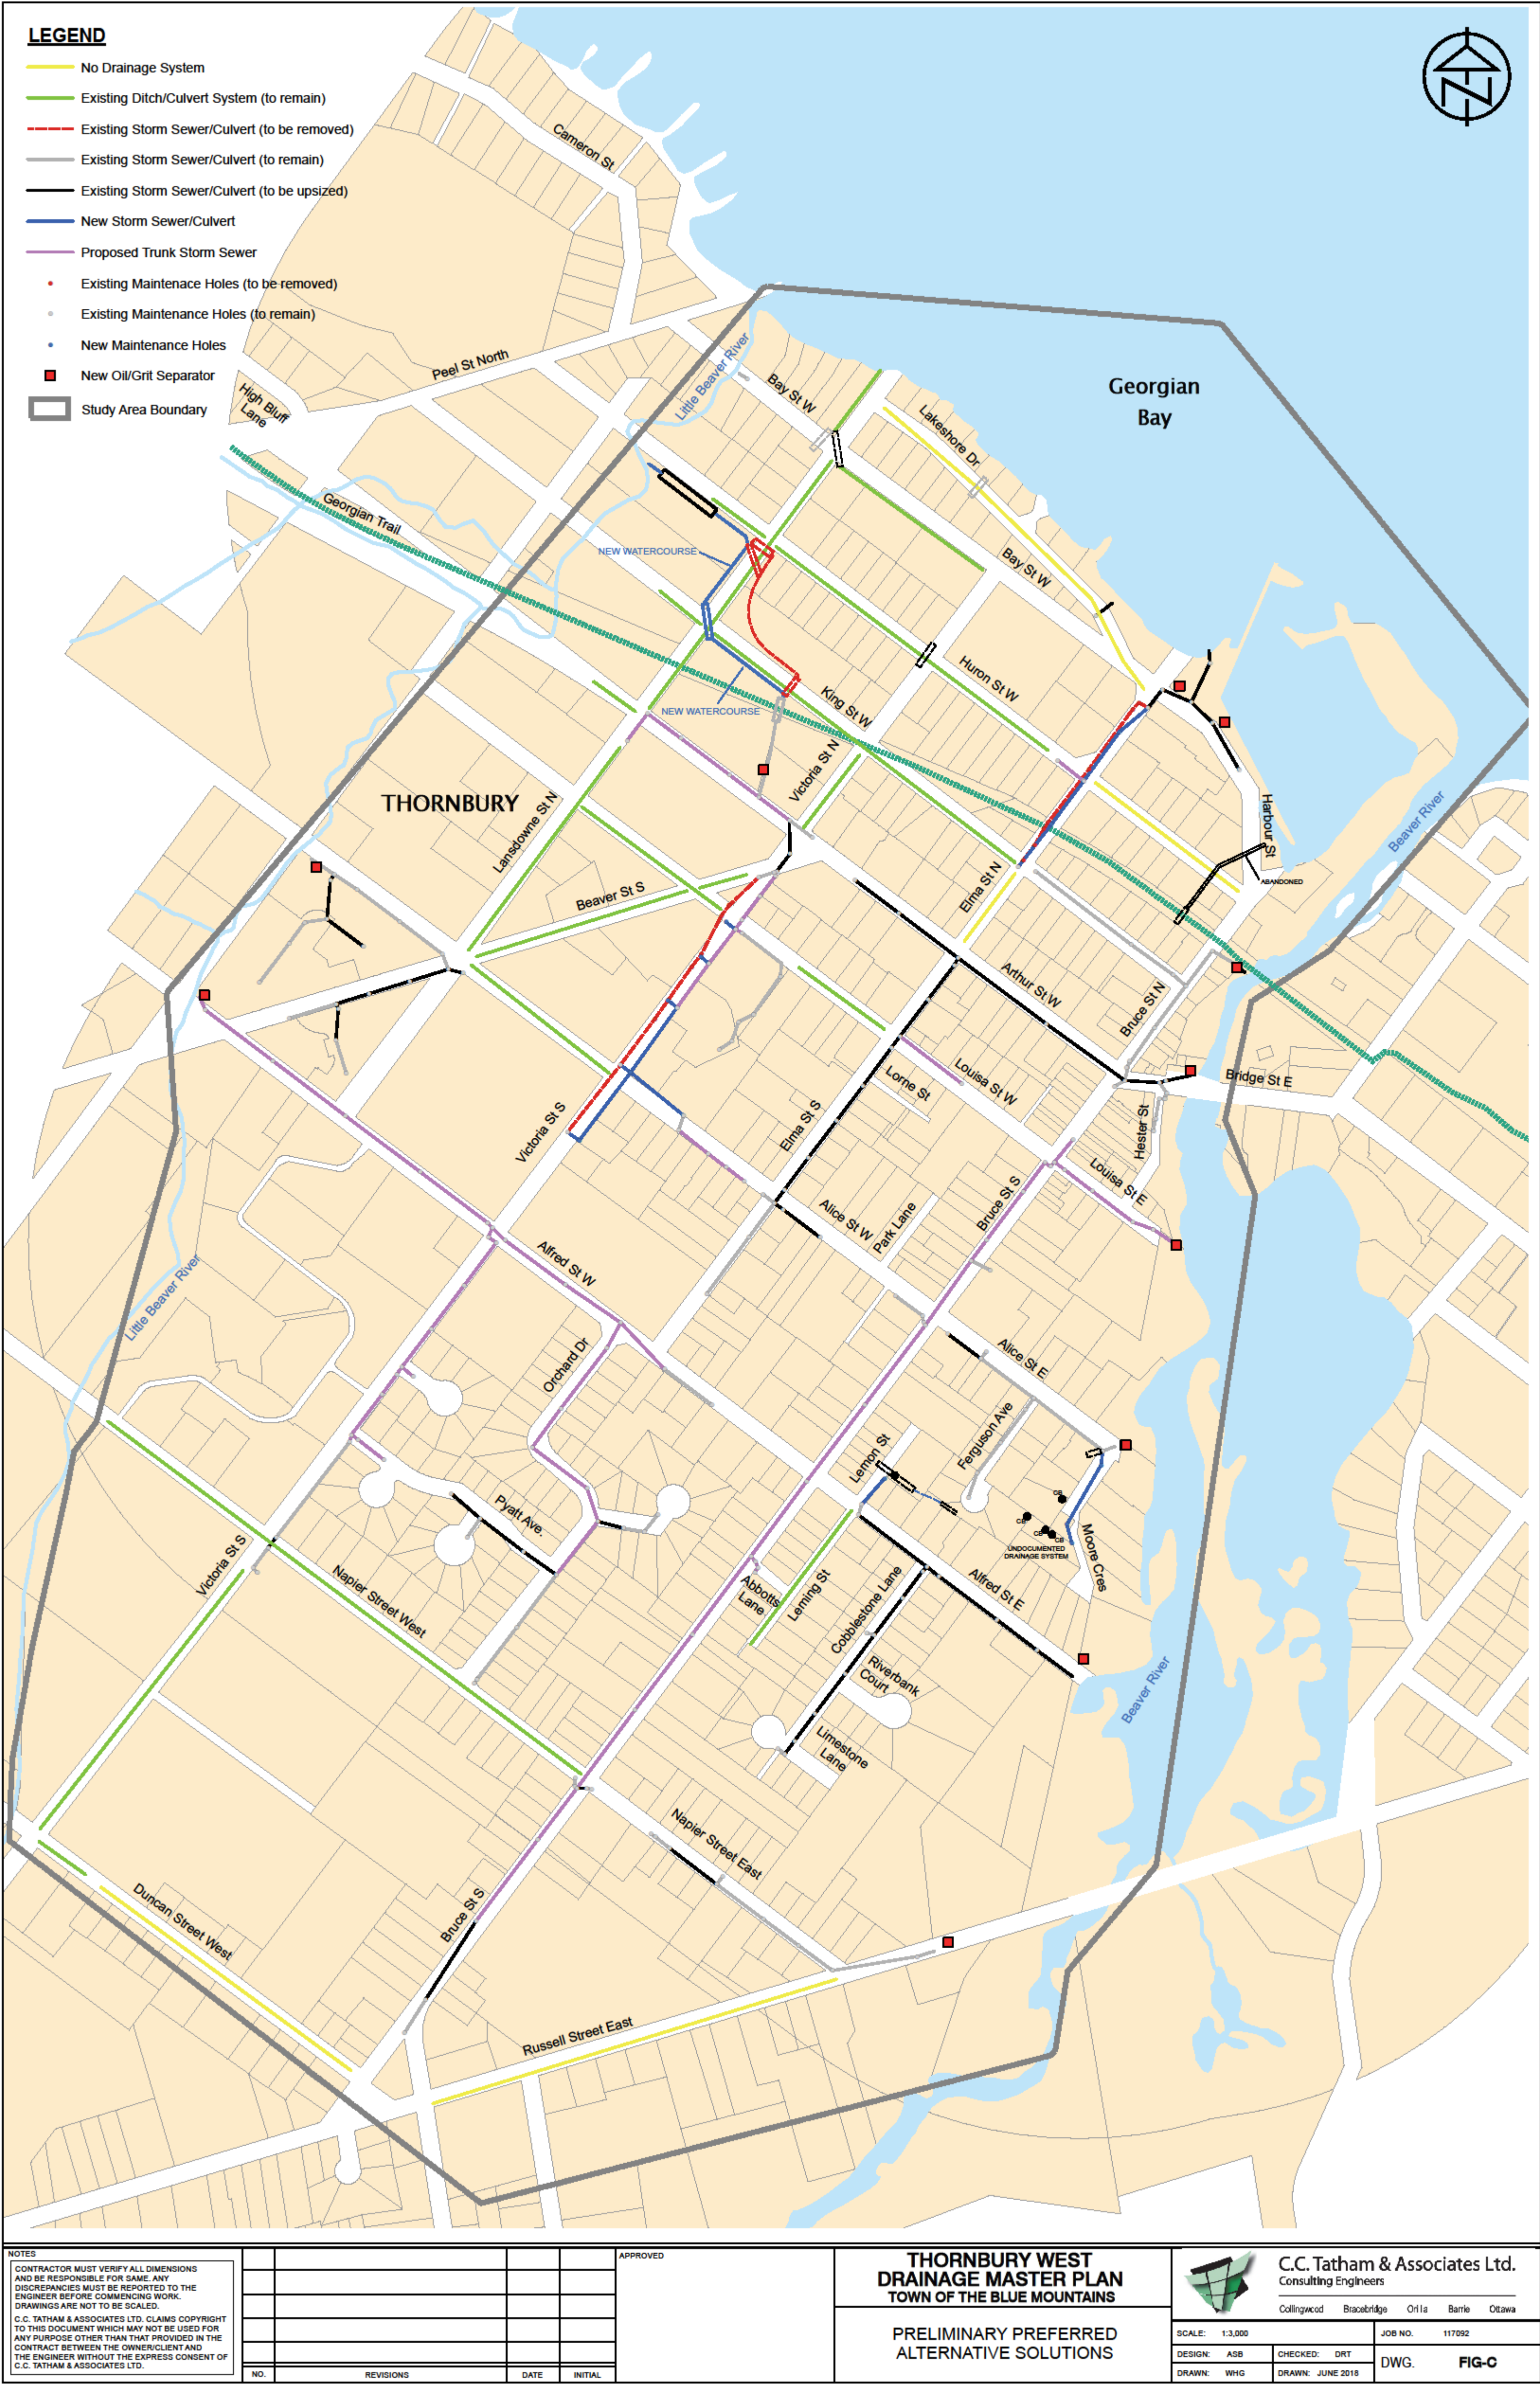 LEGEND
No Drainage System
Existing Ditch/Culvert System (to remain)
Existing Storm Sewer/Culvert (to be removed)
Existing Storm Sewer/Culvert (to remain)
Existing Storm Sewer/Culvert (to be upsized)
New Storm Sewer/Culvert
Proposed Trunk Storm Sewer
Existing Maintenace Holes (to be removed)
Existing Maintenance Holes (to remain)
New Maintenance Holes
New Oil/Grit Separator
Study Area Boundary
N
Cameron St
Peel St North
High Bluff
Lane
Little Beaver River
Bay St W
Georgian
Bay
Lakeshore Dr
Georgian Trail
NEW WATERCOURSE
Bay St W
Huron St W
King St W
NEW WATERCOURSE
Victoria St N
THORNBURY
Lansdowne St N
Harbour St
Beaver River
ABANDONED
Elma St N
Beaver St S
Arthur St W
Bruce St N
Bridge St E
Louisa St W
Lorne St
Hester St
Victoria St S
Elma St S
Louisa St E
Bruce St S
Alice St W
Park Lane
Alfred St W
Little Beaver River
Orchard Dr
Alice St E
Ferguson Ave
Lemon St
CB
CB
CB
CB
UNDOCUMENTED
DRAINAGE SYSTEM
Moore Cres
Pyatt Ave.
Victoria St S
Napier Street West
Abbotts
Lane
Leming St
Cobblestone Lane
Alfred St E
Riverbank
Court
Beaver River
Limestone
Lane
Napier Street East
Bruce St S
Duncan Street West
Russell Street East
NOTES
CONTRACTOR MUST VERIFY ALL DIMENSIONS
AND BE RESPONSIBLE FOR SAME. ANY
DISCREPANCIES MUST BE REPORTED TO THE
ENGINEER BEFORE COMMENCING WORK.
DRAWINGS ARE NOT TO BE SCALED.
C.C. TATHAM & ASSOCIATES LTD. CLAIMS COPYRIGHT
TO THIS DOCUMENT WHICH MAY NOT BE USED FOR
ANY PURPOSE OTHER THAN THAT PROVIDED IN THE
CONTRACT BETWEEN THE OWNER/CLIENT AND
THE ENGINEER WITHOUT THE EXPRESS CONSENT OF
C.C. TATHAM & ASSOCIATES LTD.
NO. REVISIONS DATE INITIAL
APPROVED
THORNBURY WEST
DRAINAGE MASTER PLAN
TOWN OF THE BLUE MOUNTAINS
PRELIMINARY PREFERRED
ALTERNATIVE SOLUTIONS
C.C. Tatham & Associates Ltd.
Consulting Engineers
Collingwood Bracebridge Orillia Barrie Ottawa
SCALE: 1:3,000 JOB NO. 117092
DESIGN: ASB CHECKED: DRT DWG. FIG-C
DRAWN: WHG DRAWN: JUNE 2018